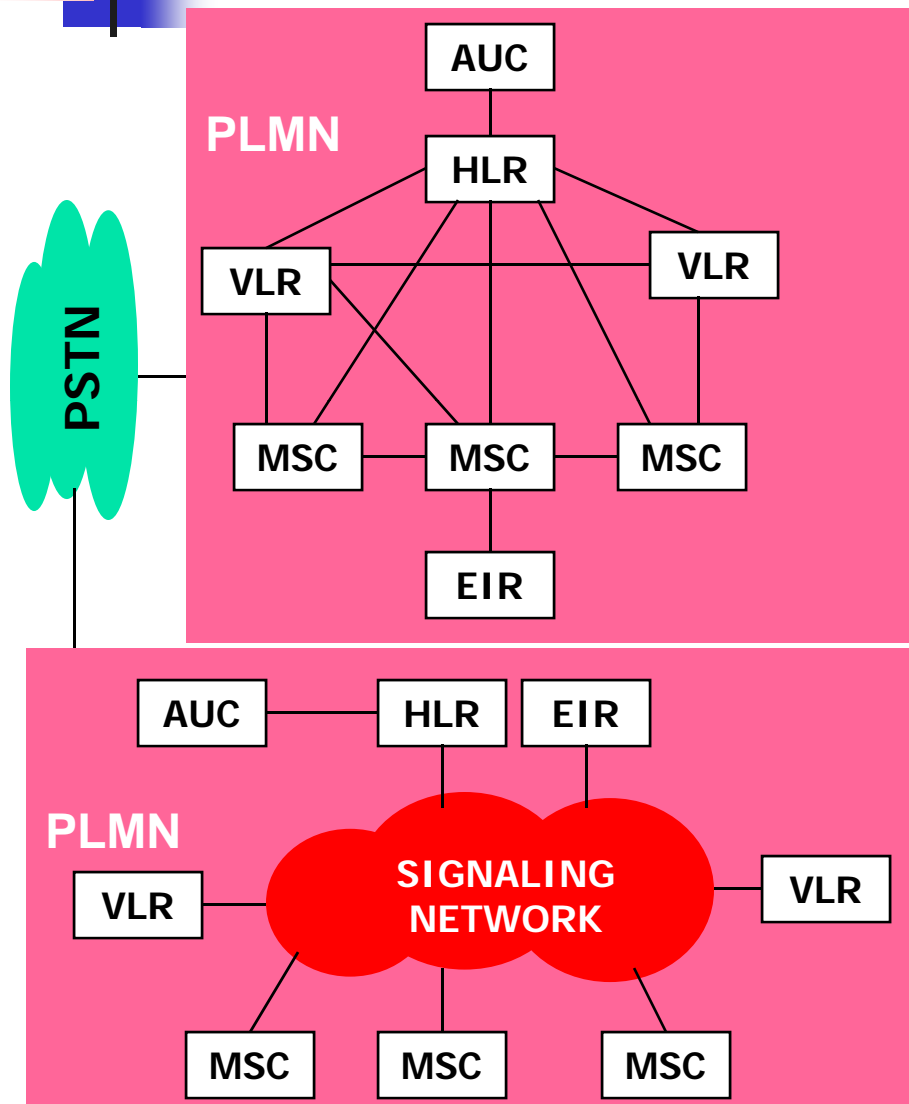 AUC
PLMN
HLR
VLR
VLR
PSTN
MSC
MSC
MSC
EIR
AUC
HLR
EIR
PLMN
SIGNALING
NETWORK
VLR
VLR
MSC
MSC
MSC